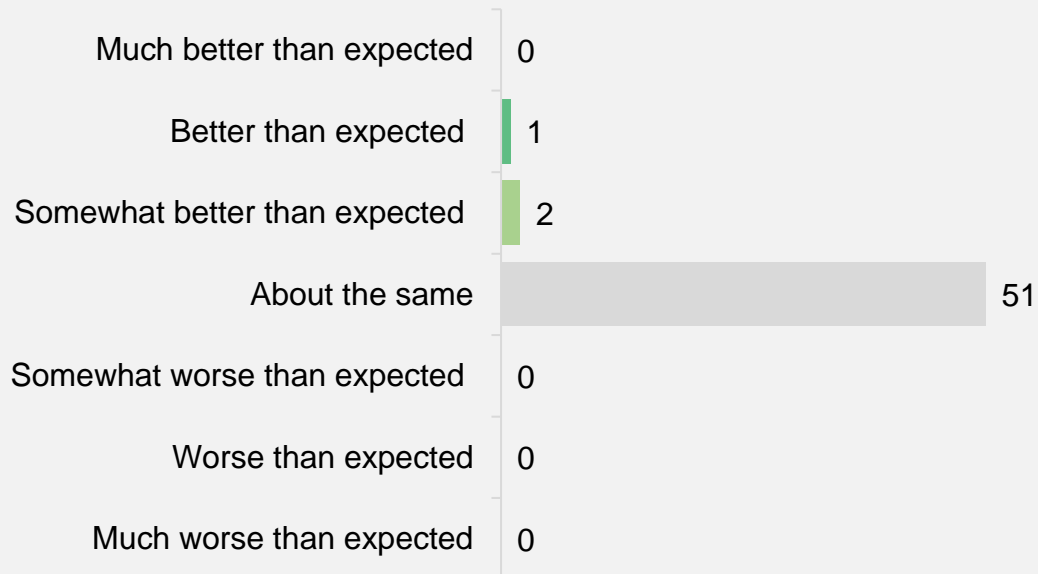 Much better than expected 0
Better than expected 1
Somewhat better than expected 2
About the same 51
Somewhat worse than expected 0
Worse than expected 0
Much worse than expected 0